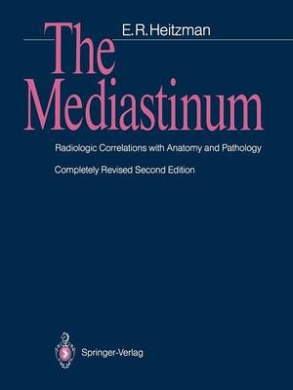 E.R.Heitzman
The
Mediastinum
Radiologic Correlations with Anatomy and Pathology
Completely Revised Second Edition
Springer-Verlag